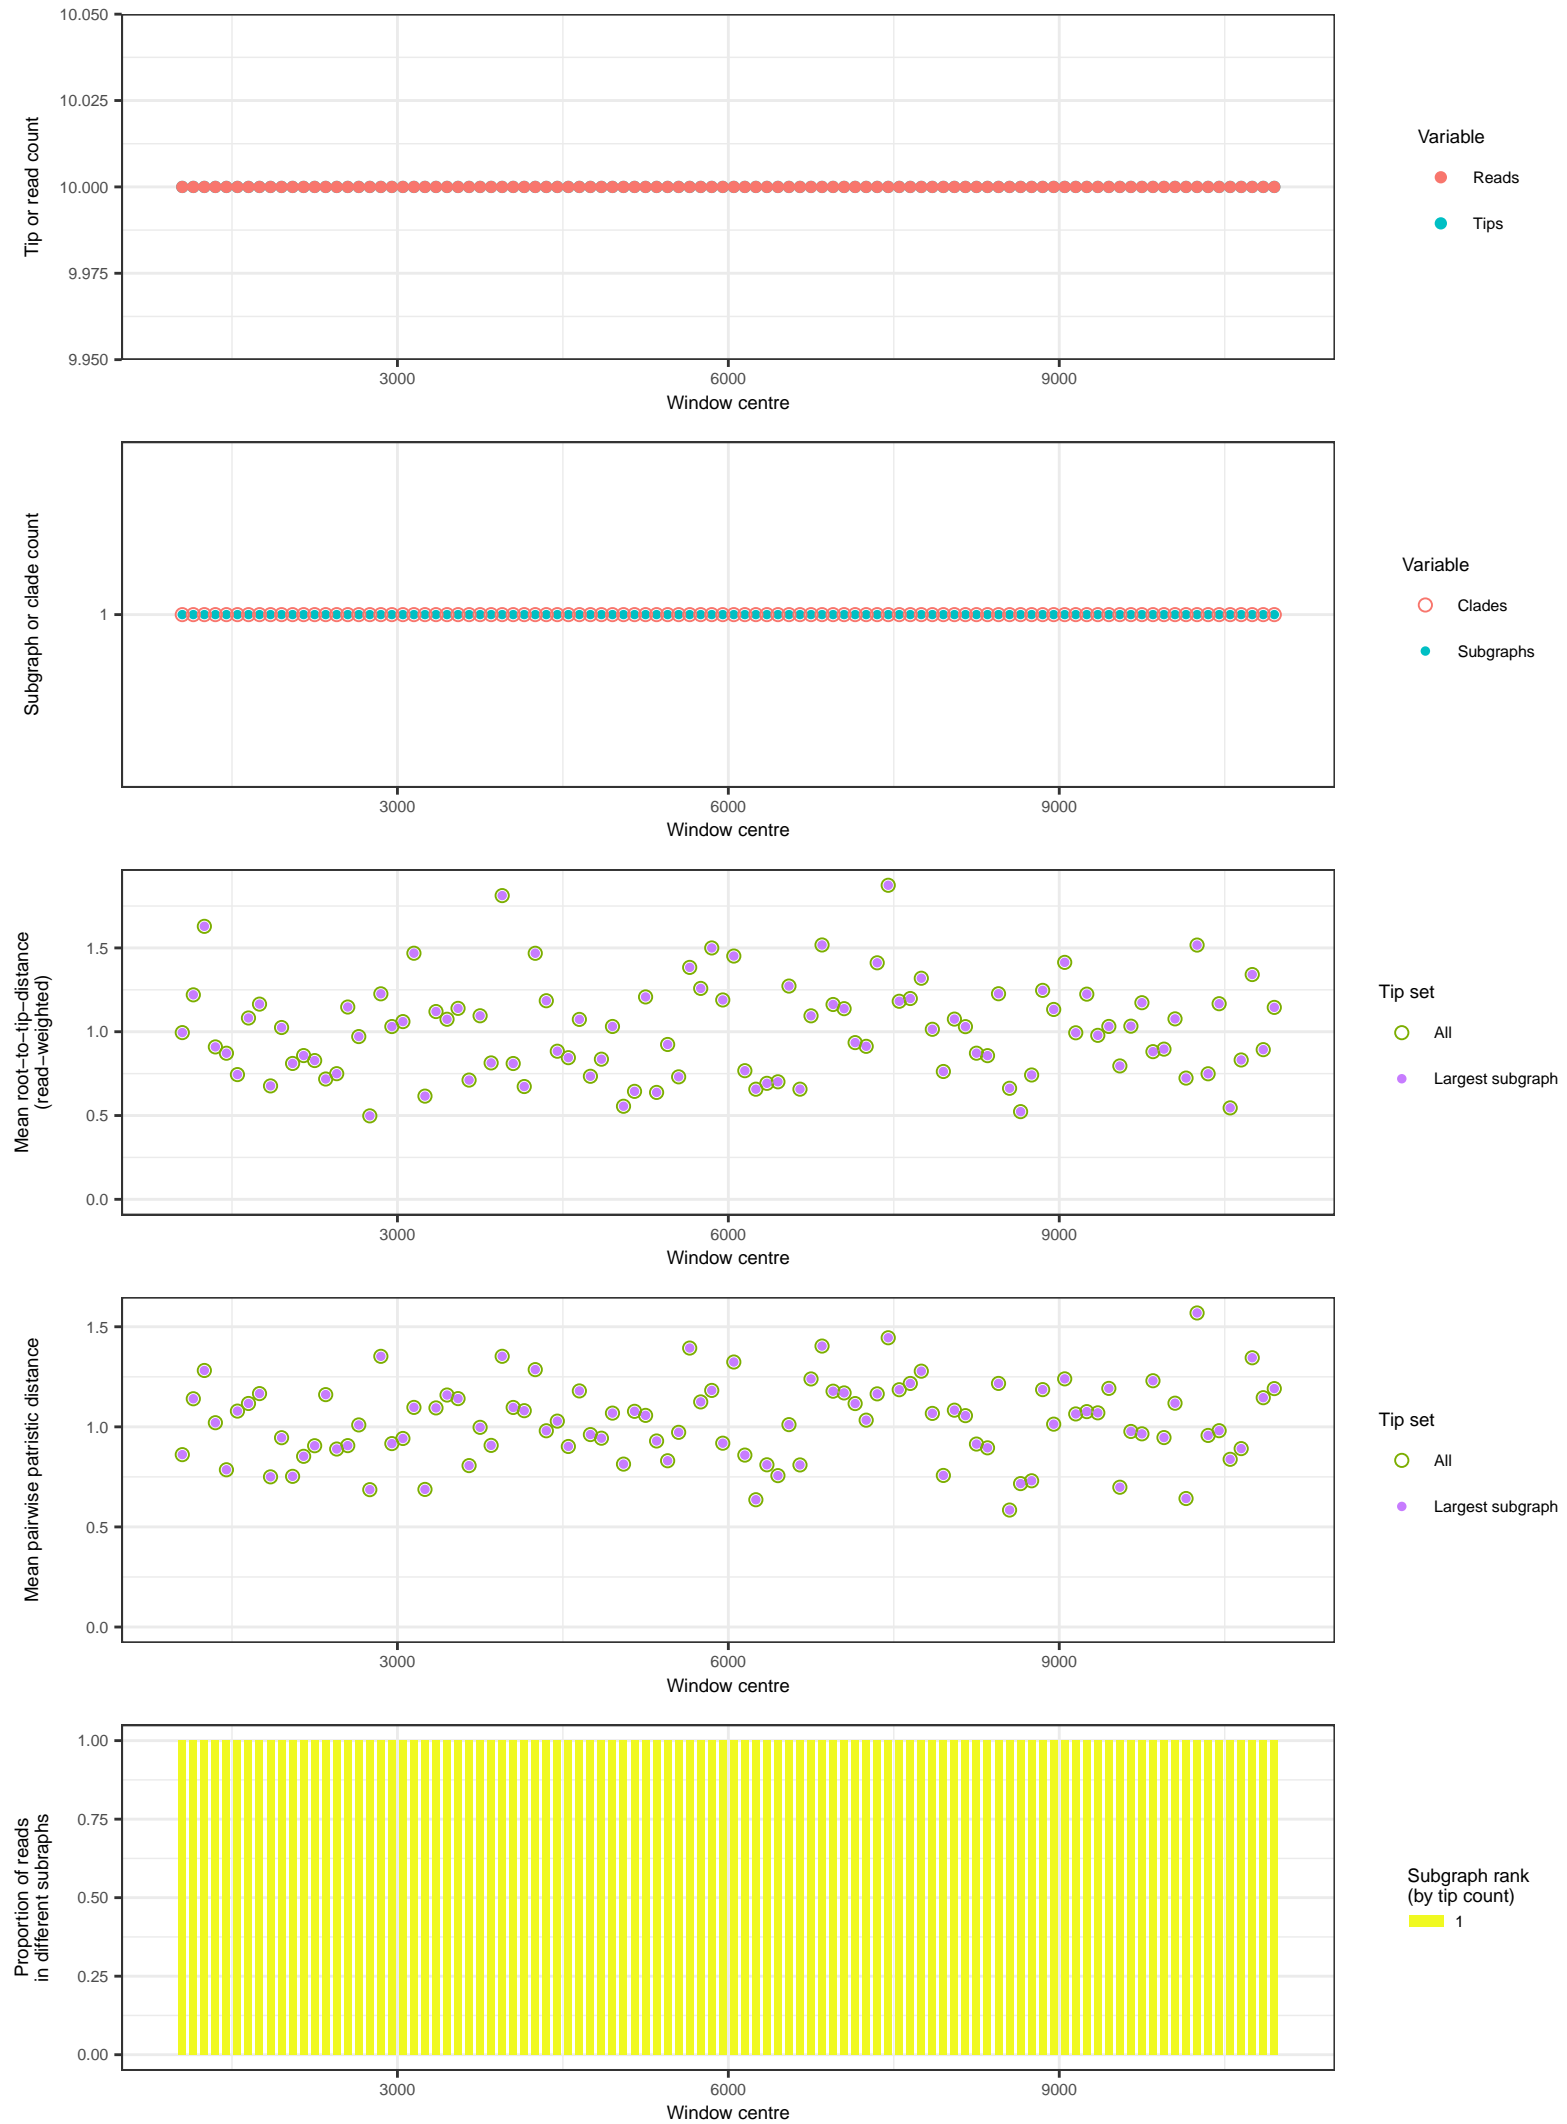 10.050
10.025
10.000
9.975
9.950
Tip or read count
3000
6000
9000
Window centre
Variable
Reads
Tips
1
Subgraph or clade count
3000
6000
9000
Window centre
Variable
Clades
Subgraphs
1.5
1.0
0.5
0.0
Mean root−to−tip−distance
(read−weighted)
3000
6000
9000
Window centre
Tip set
All
Largest subgraph
1.5
1.0
0.5
0.0
Mean pairwise patristic distance
3000
6000
9000
Window centre
Tip set
All
Largest subgraph
1.00
0.75
0.50
0.25
0.00
Proportion of reads
in different subraphs
3000
6000
9000
Window centre
Subgraph rank
(by tip count)
1